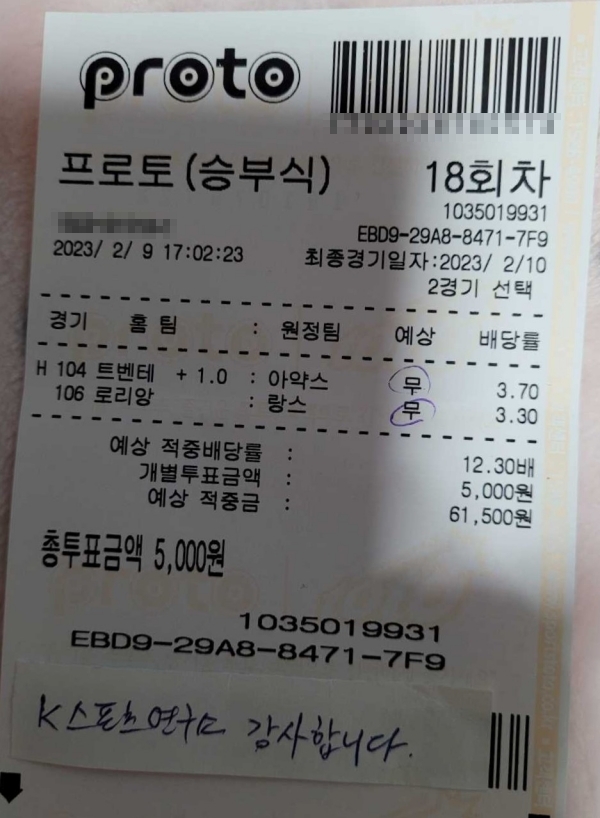 proto
프로토(승부식) 18회차
1035019931
EBD9-29A8-8471-7F9
2023/ 2/ 9 17:02:23 최종경기일자:2023/ 2/10
2경기 선택
경기 홈 팀 : 원정팀 예상 배당률
H 104 트벤테 + 1.0 : 아약스 무 3.70
106 로리앙 : 랑스 무 3.30
예상 적중배당률 : 12.30배
개별투표금액 : 5,000원
예상 적중금 : 61,500원
총투표금액 5,000원
1035019931
EBD9-29A8-8471-7F9
K스포츠연구소 감사합니다.